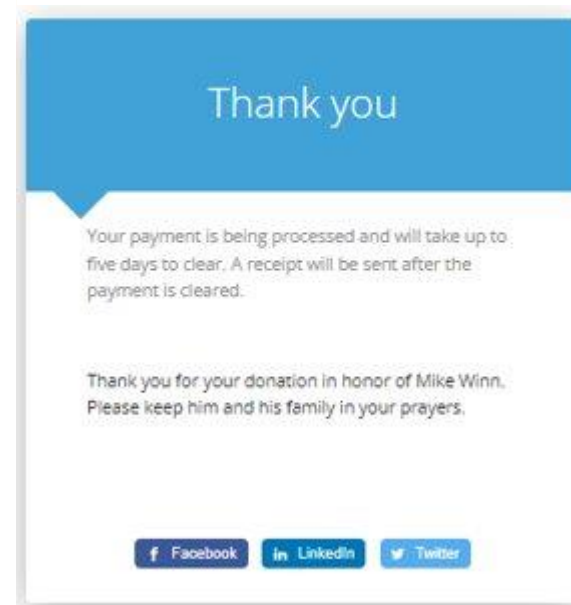 Thank you
Your payment is being processed and will take up to
five days to clear. A receipt will be sent after the
payment is cleared.
Thank you for your donation in honor of Mike Winn.
Please keep him and his family in your prayers.
Facebook
LinkedIn
Twitter